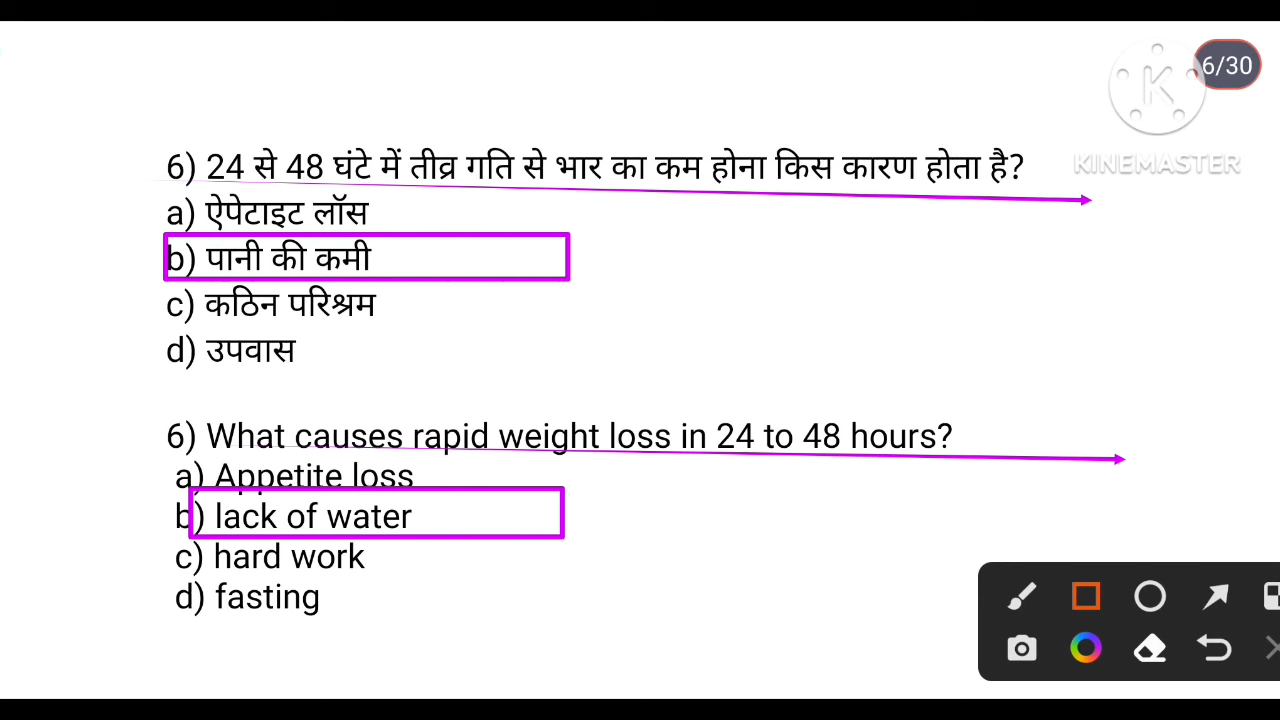 6/30
KINEMASTER
6) 24 से 48 घंटे में तीव्र गति से भार का कम होना किस कारण होता है?
a) ऐपेटाइट लॉस
b) पानी की कमी
c) कठिन परिश्रम
d) उपवास
6) What causes rapid weight loss in 24 to 48 hours?
a) Appetite loss
b) lack of water
c) hard work
d) fasting